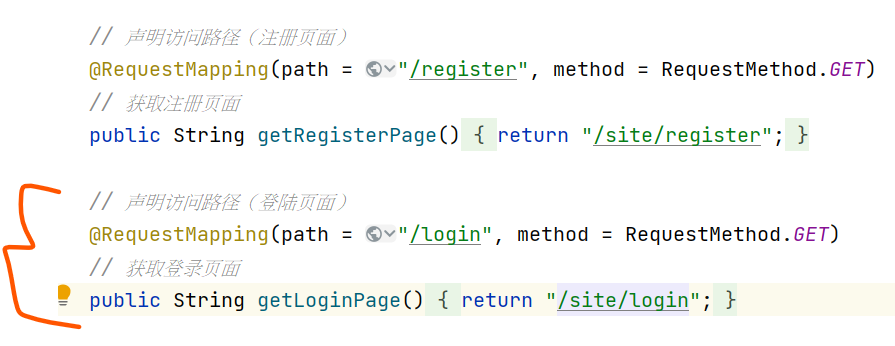 // 声明访问路径（注册页面）
@RequestMapping(path = "/register", method = RequestMethod.GET)
// 获取注册页面
public String getRegisterPage() { return "/site/register"; }
// 声明访问路径（登陆页面）
@RequestMapping(path = "/login", method = RequestMethod.GET)
// 获取登录页面
public String getLoginPage() { return "/site/login"; }